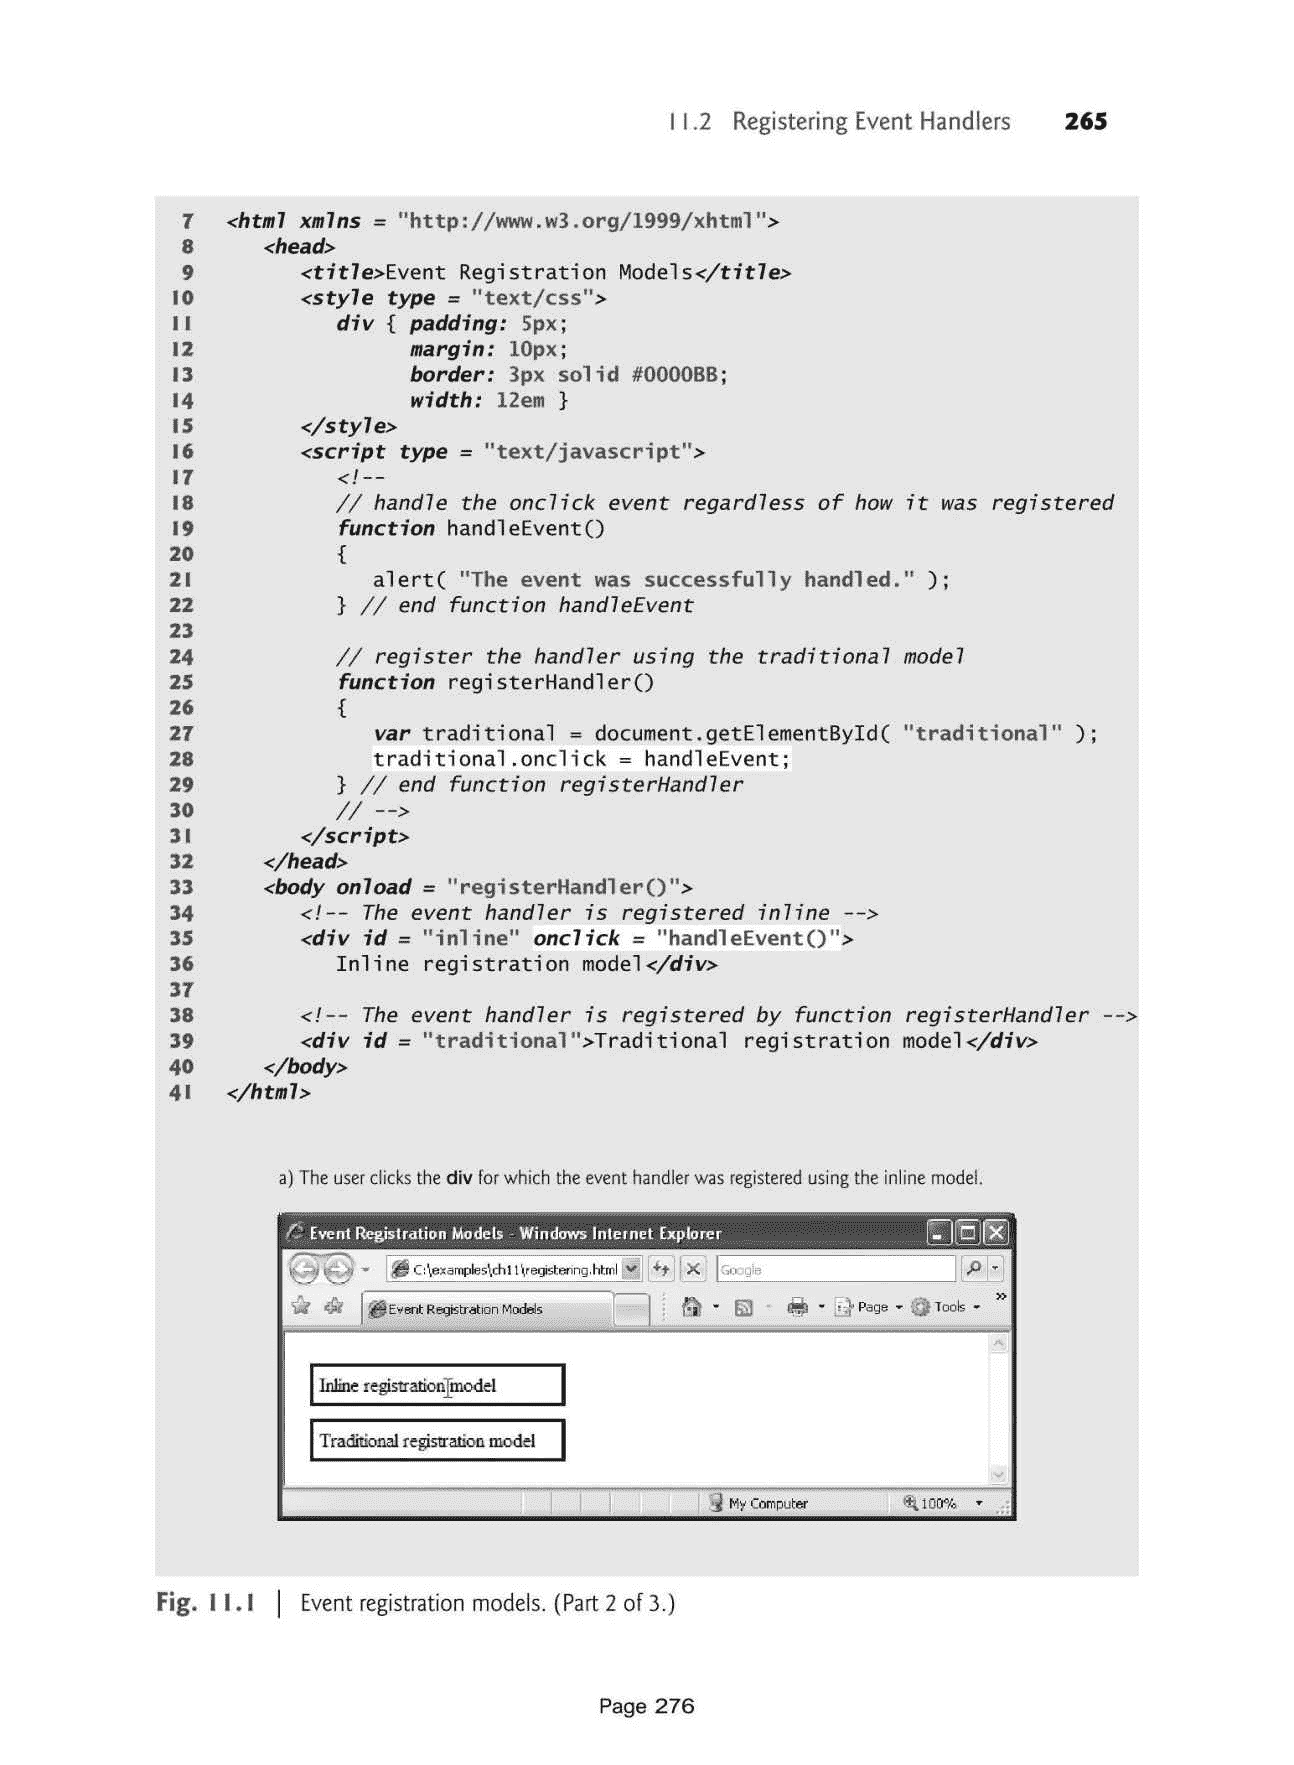 11.2 Registering Event Handlers 265
7 <html xmlns = "http://www.w3.org/1999/xhtml">
8 <head>
9 <title>Event Registration Models</title>
10 <style type = "text/css">
11 div { padding: 5px;
12 margin: 10px;
13 border: 3px solid #0000BB;
14 width: 12em }
15 </style>
16 <script type = "text/javascript">
17 <!--
18 // handle the onclick event regardless of how it was registered
19 function handleEvent()
20 {
21 alert( "The event was successfully handled." );
22 } // end function handleEvent
23
24 // register the handler using the traditional model
25 function registerHandler()
26 {
27 var traditional = document.getElementById( "traditional" );
28 traditional.onclick = handleEvent;
29 } // end function registerHandler
30 // -->
31 </script>
32 </head>
33 <body onload = "registerHandler()">
34 <!-- The event handler is registered inline -->
35 <div id = "inline" onclick = "handleEvent()">
36 Inline registration model</div>
37
38 <!-- The event handler is registered by function registerHandler -->
39 <div id = "traditional">Traditional registration model</div>
40 </body>
41 </html>
a) The user clicks the div for which the event handler was registered using the inline model.
Event Registration Models - Windows Internet Explorer
C:\examples\ch11\registering.html Google
Event Registration Models Page Tools »
Inline registration model
Traditional registration model
My Computer 100%
Fig. 11.1 | Event registration models. (Part 2 of 3.)
Page 276